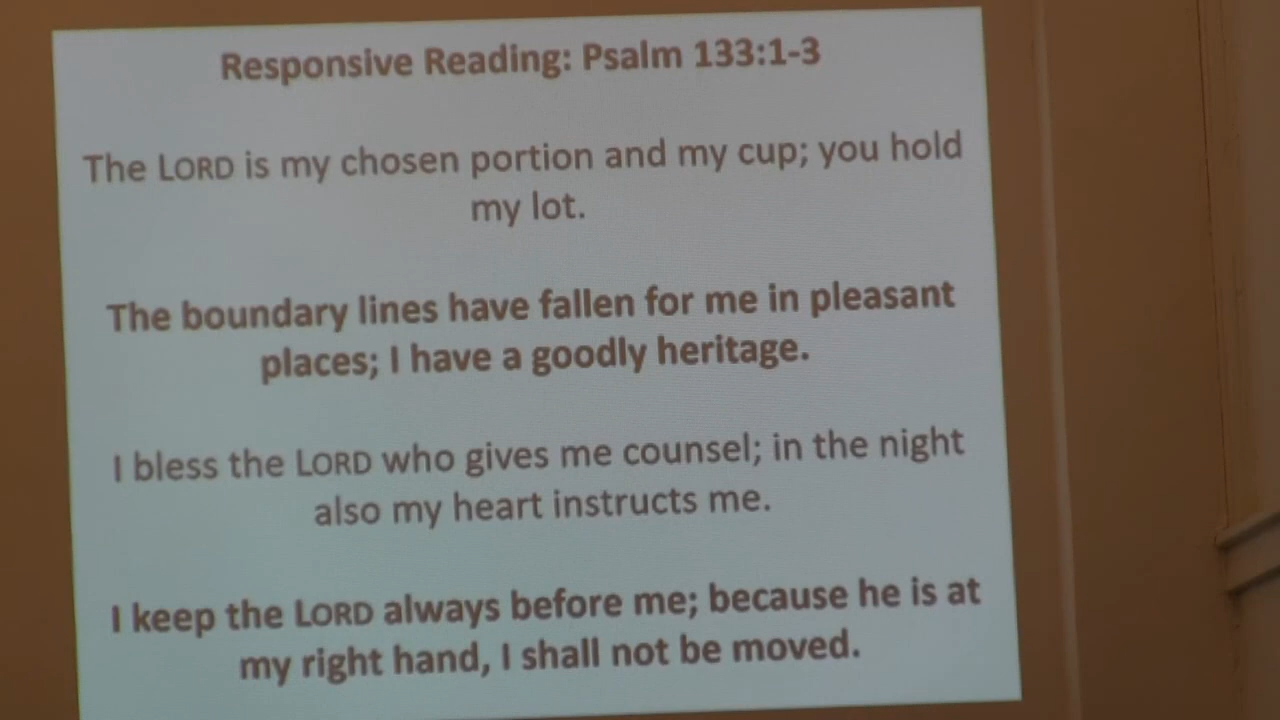 Responsive Reading: Psalm 133:1-3
The LORD is my chosen portion and my cup; you hold
my lot.
The boundary lines have fallen for me in pleasant
places; I have a goodly heritage.
I bless the LORD who gives me counsel; in the night
also my heart instructs me.
I keep the LORD always before me; because he is at
my right hand, I shall not be moved.